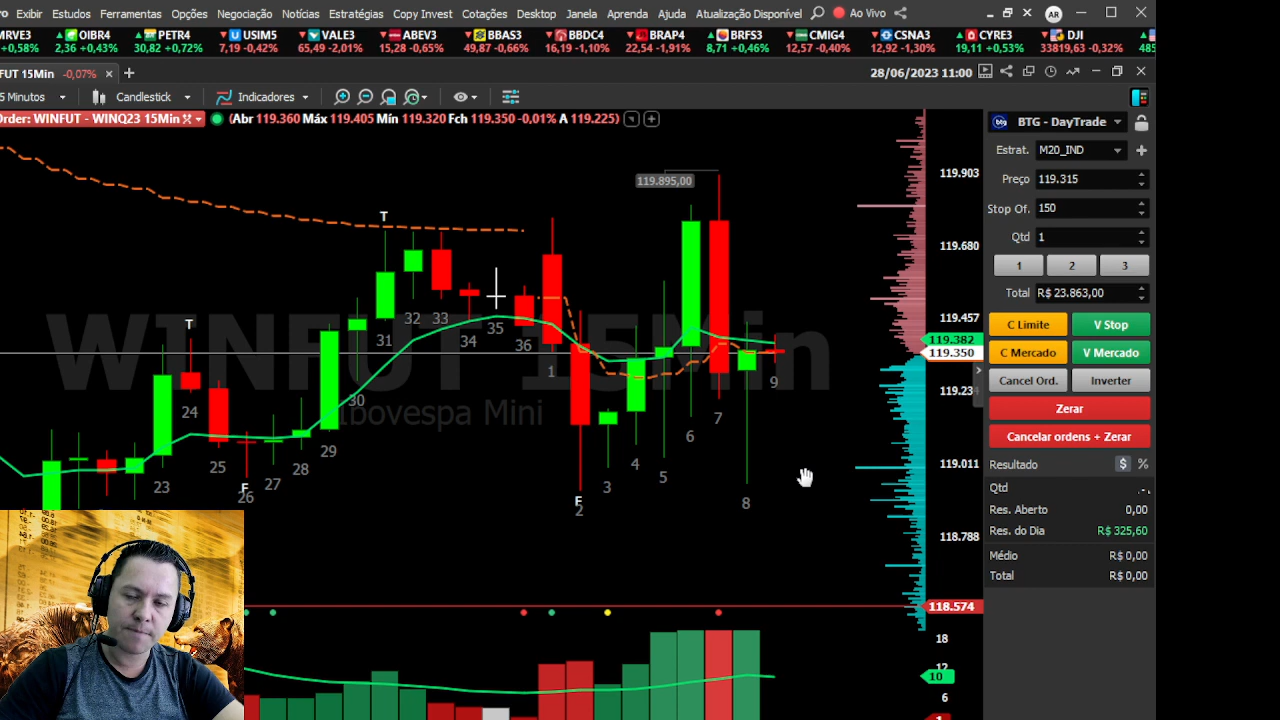 Exibir Estudos Ferramentas Opções Negociação Notícias Estratégias Copy Invest Cotações Desktop Janela Aprenda Ajuda Atualização Disponível Ao Vivo AR
MRVE3 OIBR4 PETR4 USIM5 VALE3 ABEV3 BBAS3 BBDC4 BRAP4 BRFS3 CMIG4 CSNA3 CYRE3 DJI
+0,58% 2,36 +0,43% 30,82 +0,72% 7,19 -0,42% 65,49 -2,01% 15,28 -0,65% 49,87 -0,66% 16,19 -1,10% 22,54 -1,91% 8,71 +0,46% 12,57 -0,40% 12,92 -1,30% 19,11 +0,53% 33819,63 -0,32% 485
FUT 15Min -0,07% 28/06/2023 11:00
5 Minutos Candlestick Indicadores
Order: WINFUT - WINQ23 15Min (Abr 119.360 Máx 119.405 Mín 119.320 Fch 119.350 -0,01% A 119.225)
BTG - DayTrade
Estrat. M20_IND
Preço 119.315
Stop Of. 150
Qtd 1
1 2 3
Total R$ 23.863,00
C Limite V Stop
C Mercado V Mercado
Cancel Ord. Inverter
Zerar
Cancelar ordens + Zerar
Resultado $ %
Qtd
Res. Aberto 0,00
Res. do Dia R$ 325,60
Médio R$ 0,00
Total R$ 0,00
119.903
119.680
119.457
119.382
119.350
119.234
119.011
118.788
118.574
18
12
10
6
1
119.895,00
WINFUT 15Min
Ibovespa Mini
T
T
F
F
23
24
25
26
27
28
29
30
31
32
33
34
35
36
1
2
3
4
5
6
7
8
9